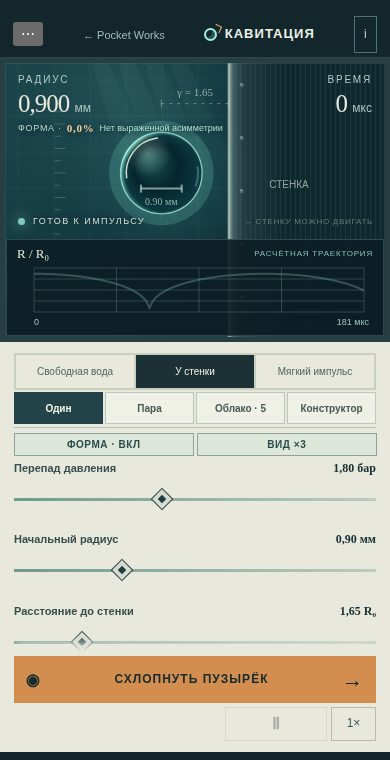 ← Pocket Works
КАВИТАЦИЯ
i
РАДИУС
ВРЕМЯ
0,900 мм
γ = 1.65
0 мкс
ФОРМА · 0,0% Нет выраженной асимметрии
0.90 мм
СТЕНКА
ГОТОВ К ИМПУЛЬСУ
↔ СТЕНКУ МОЖНО ДВИГАТЬ
R / R₀
РАСЧЁТНАЯ ТРАЕКТОРИЯ
0
181 мкс
Свободная вода
У стенки
Мягкий импульс
Один
Пара
Облако · 5
Конструктор
ФОРМА · ВКЛ
ВИД ×3
Перепад давления
1,80 бар
Начальный радиус
0,90 мм
Расстояние до стенки
1,65 R₀
СХЛОПНУТЬ ПУЗЫРЁК →
1×